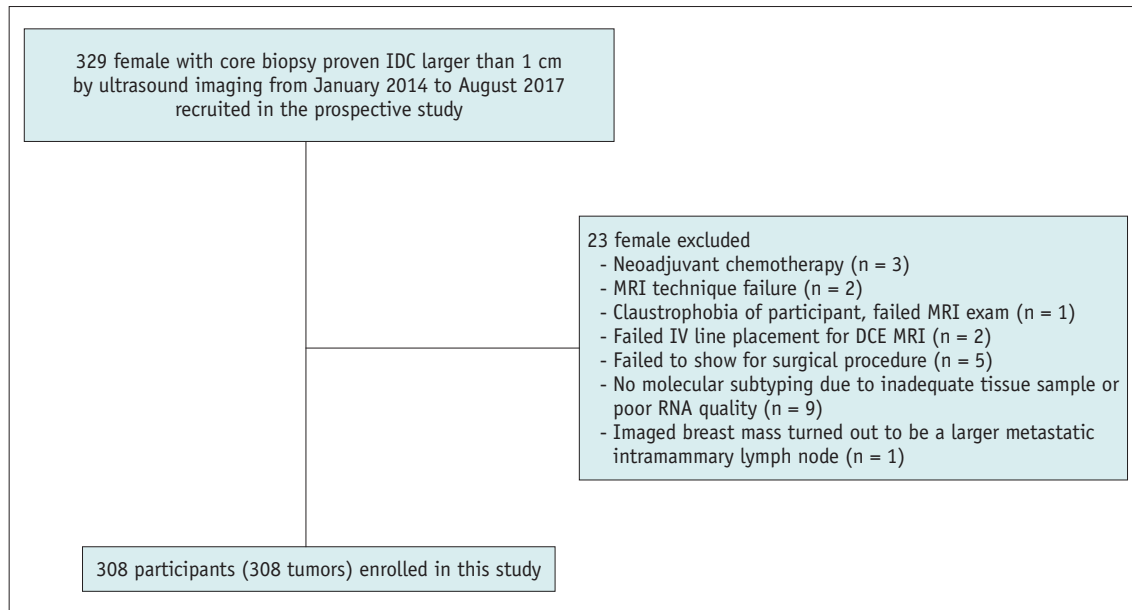 329 female with core biopsy proven IDC larger than 1 cm
by ultrasound imaging from January 2014 to August 2017
recruited in the prospective study
23 female excluded
- Neoadjuvant chemotherapy (n = 3)
- MRI technique failure (n = 2)
- Claustrophobia of participant, failed MRI exam (n = 1)
- Failed IV line placement for DCE MRI (n = 2)
- Failed to show for surgical procedure (n = 5)
- No molecular subtyping due to inadequate tissue sample or
poor RNA quality (n = 9)
- Imaged breast mass turned out to be a larger metastatic
intramammary lymph node (n = 1)
308 participants (308 tumors) enrolled in this study